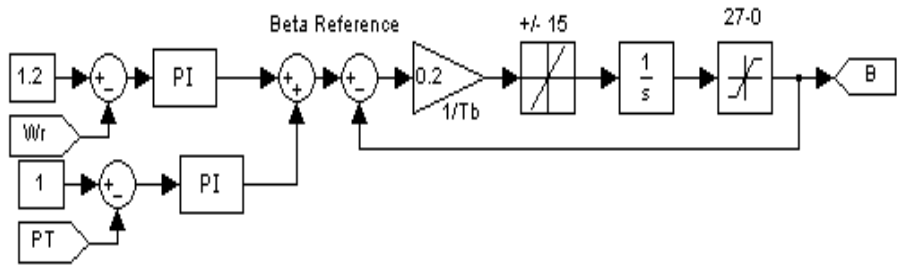 Beta Reference
+/- 15
27-0
1.2
+
-
PI
+
+
+
-
0.2
1/Tb
1
s
B
Wr
1
+
-
PI
PT